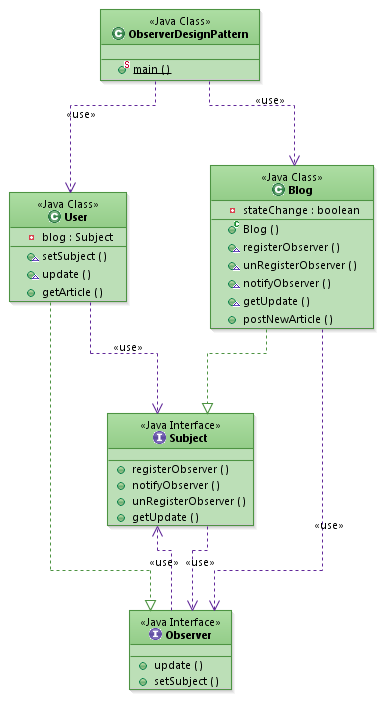 «Java Class»
C ObserverDesignPattern
S main ( )
«use»
«use»
«Java Class»
C User
blog : Subject
setSubject ( )
update ( )
getArticle ( )
«Java Class»
C Blog
stateChange : boolean
C Blog ( )
registerObserver ( )
unRegisterObserver ( )
notifyObserver ( )
getUpdate ( )
postNewArticle ( )
«use»
«Java Interface»
I Subject
registerObserver ( )
notifyObserver ( )
unRegisterObserver ( )
getUpdate ( )
«use»
«use»
«use»
«Java Interface»
I Observer
update ( )
setSubject ( )